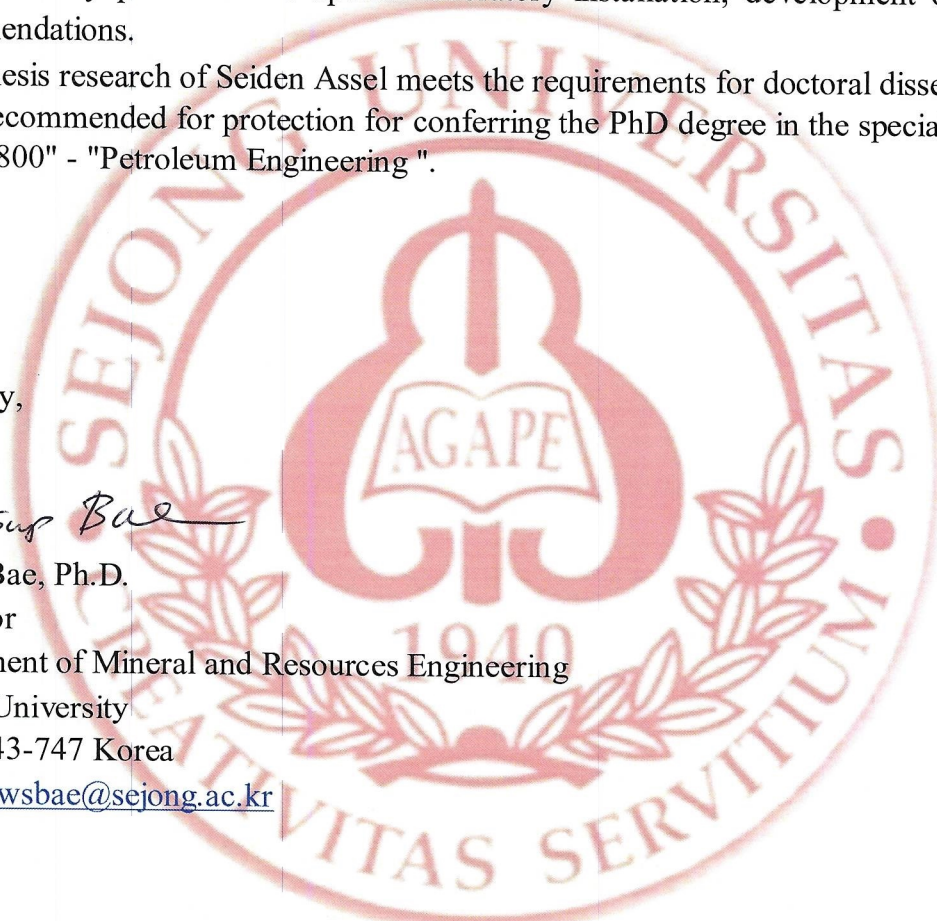 endations.
esis research of Seiden Assel meets the requirements for doctoral disse
ecommended for protection for conferring the PhD degree in the specia
800" - "Petroleum Engineering ".
SEJONG UNIVERSITAS
AGAPE
1940
CREATIVITAS SERVITIUM
y,
Bae
Bae, Ph.D.
or
nent of Mineral and Resources Engineering
University
43-747 Korea
wsbae@sejong.ac.kr